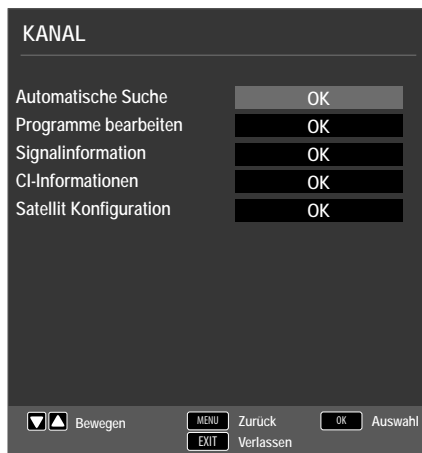 KANAL
Automatische Suche OK
Programme bearbeiten OK
Signalinformation OK
CI-Informationen OK
Satellit Konfiguration OK
Bewegen MENU Zurück OK Auswahl
EXIT Verlassen